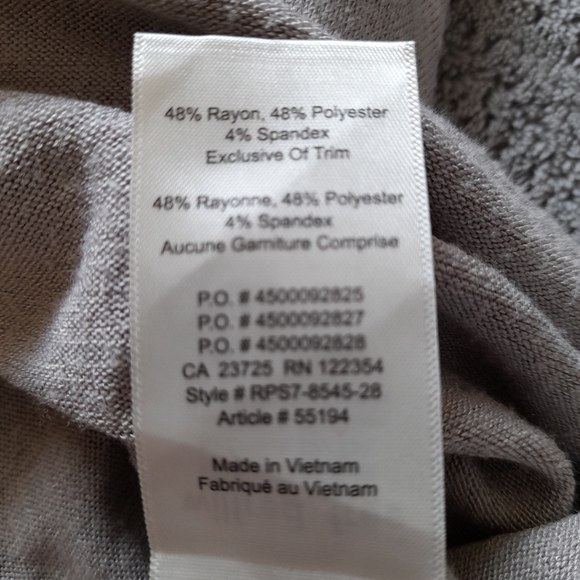 48% Rayon, 48% Polyester
4% Spandex
Exclusive Of Trim
48% Rayonne, 48% Polyester
4% Spandex
Aucune Garniture Comprise
P.O. # 4500092825
P.O. # 4500092827
P.O. # 4500092828
CA 23725 RN 122354
Style # RPS7-8545-28
Article # 55194
Made in Vietnam
Fabriqué au Vietnam